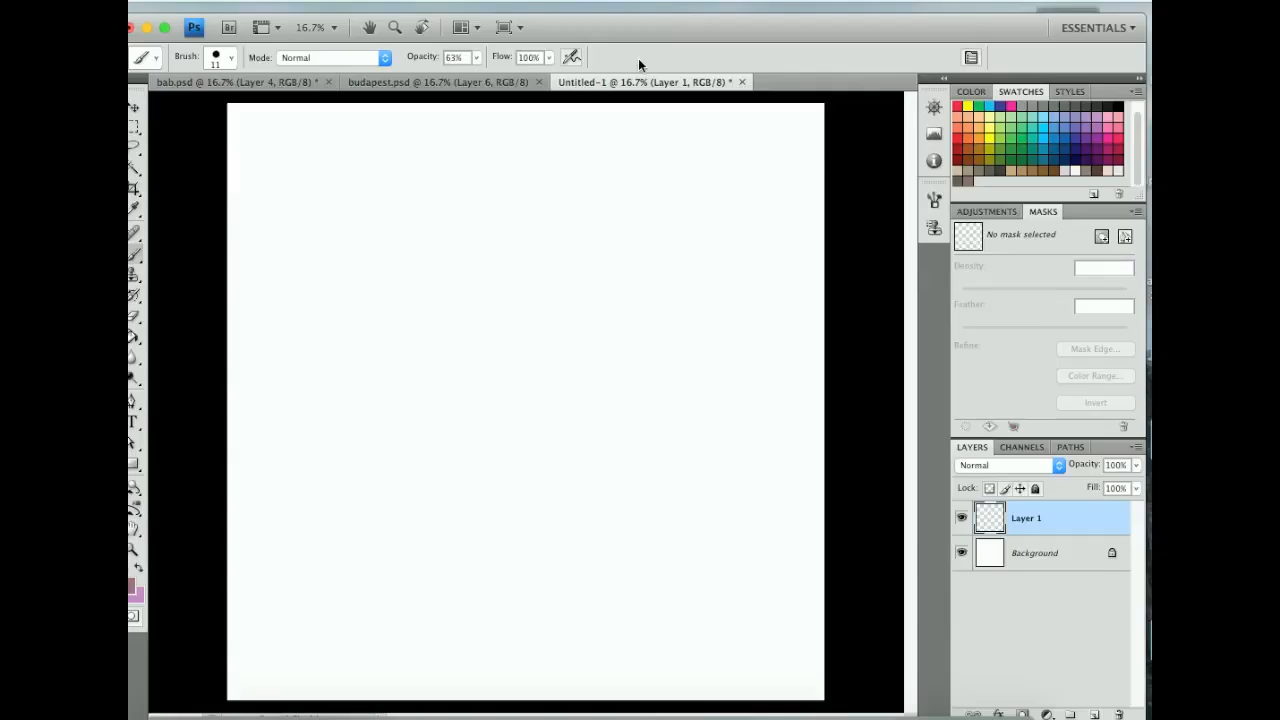 Ps Br 16.7% ESSENTIALS
Brush: 11 Mode: Normal Opacity: 63% Flow: 100%
bab.psd @ 16.7% (Layer 4, RGB/8) * budapest.psd @ 16.7% (Layer 6, RGB/8) Untitled-1 @ 16.7% (Layer 1, RGB/8) *
COLOR SWATCHES STYLES
ADJUSTMENTS MASKS
No mask selected
Density:
Feather:
Refine: Mask Edge...
Color Range...
Invert
LAYERS CHANNELS PATHS
Normal Opacity: 100%
Lock: Fill: 100%
Layer 1
Background